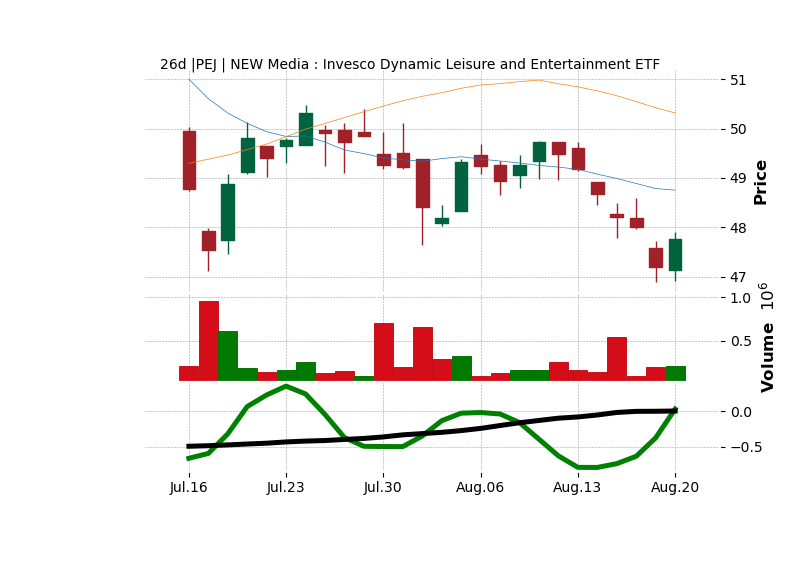 26d |PEJ | NEW Media : Invesco Dynamic Leisure and Entertainment ETF
51
50
49
48
47
Price
1.0
0.5
Volume 10^6
0.0
−0.5
Jul.16 Jul.23 Jul.30 Aug.06 Aug.13 Aug.20